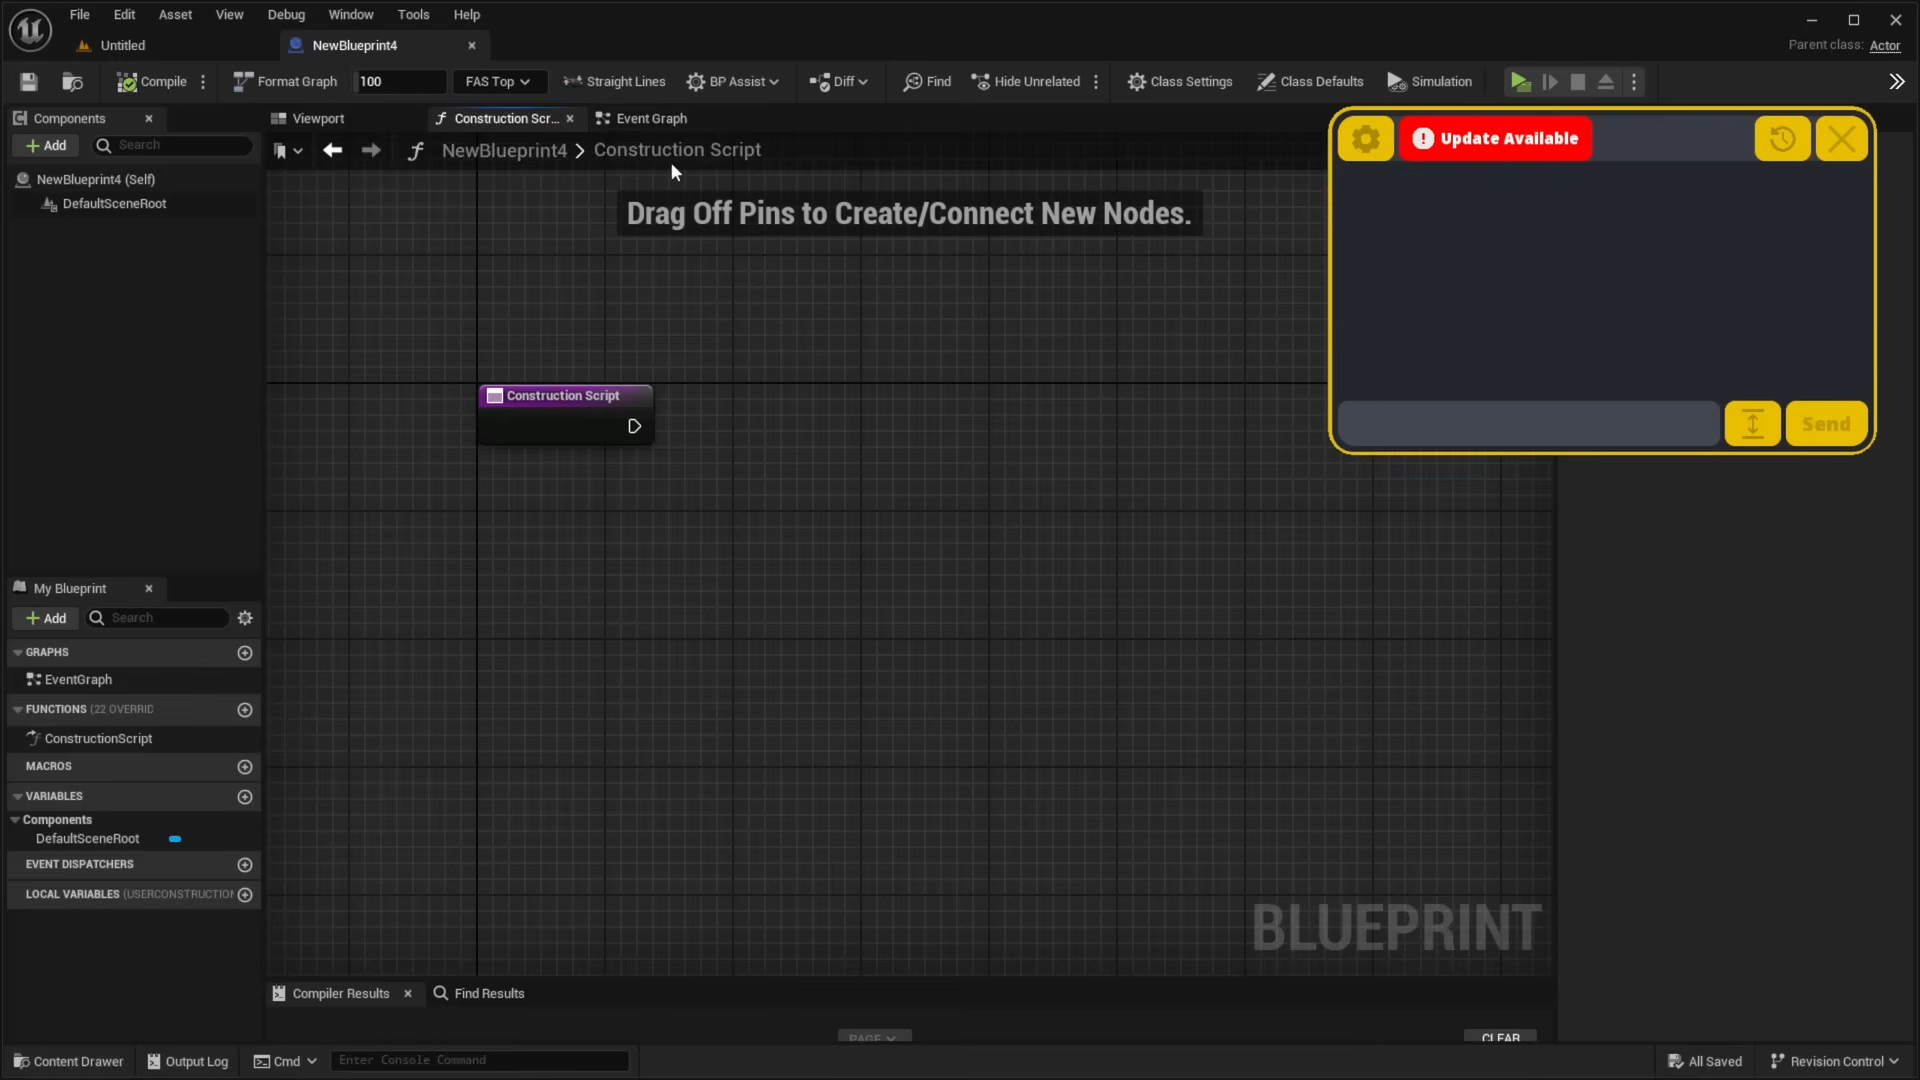 File Edit Asset View Debug Window Tools Help
Untitled
NewBlueprint4
Parent class: Actor
Compile
Format Graph
100
FAS Top
Straight Lines
BP Assist
Diff
Find
Hide Unrelated
Class Settings
Class Defaults
Simulation
Components
Viewport
Construction Scr...
Event Graph
Add
Search
NewBlueprint4 > Construction Script
Update Available
NewBlueprint4 (Self)
DefaultSceneRoot
Drag Off Pins to Create/Connect New Nodes.
Construction Script
Send
My Blueprint
Add
Search
GRAPHS
EventGraph
FUNCTIONS (22 OVERRID
ConstructionScript
MACROS
VARIABLES
Components
DefaultSceneRoot
EVENT DISPATCHERS
LOCAL VARIABLES (USERCONSTRUCTION
BLUEPRINT
Compiler Results
Find Results
PAGE
CLEAR
Content Drawer
Output Log
Cmd
Enter Console Command
All Saved
Revision Control